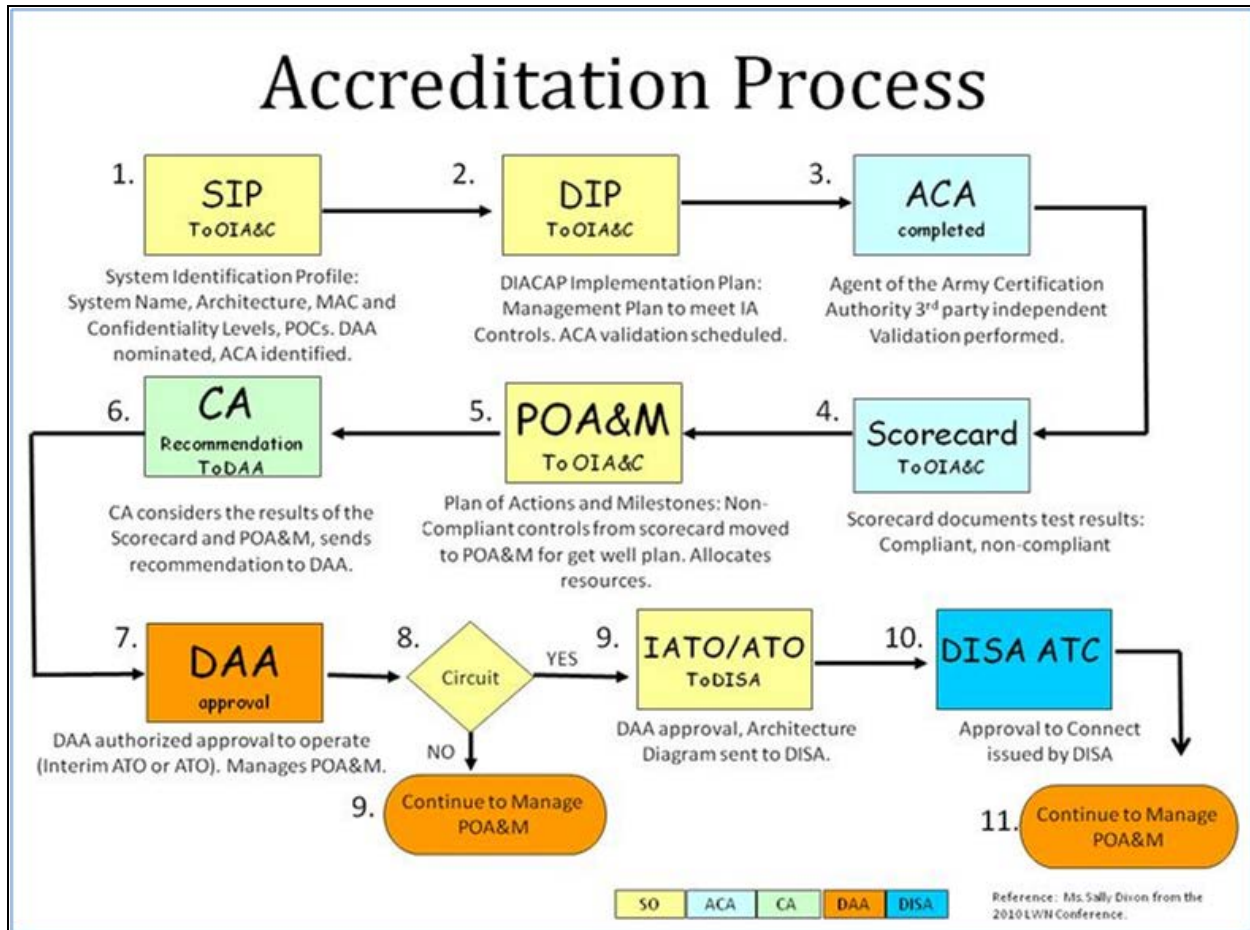 Accreditation Process
1.
SIP
To OIA&C
System Identification Profile:
System Name, Architecture, MAC and
Confidentiality Levels, POCs. DAA
nominated, ACA identified.
2.
DIP
To OIA&C
DIACAP Implementation Plan:
Management Plan to meet IA
Controls. ACA validation scheduled.
3.
ACA
completed
Agent of the Army Certification
Authority 3rd party independent
Validation performed.
4.
Scorecard
To OIA&C
Scorecard documents test results:
Compliant, non-compliant
5.
POA&M
To OIA&C
Plan of Actions and Milestones: Non-
Compliant controls from scorecard moved
to POA&M for get well plan. Allocates
resources.
6.
CA
Recommendation
To DAA
CA considers the results of the
Scorecard and POA&M, sends
recommendation to DAA.
7.
DAA
approval
DAA authorized approval to operate
(Interim ATO or ATO). Manages POA&M.
8.
Circuit
YES
NO
9.
IATO/ATO
To DISA
DAA approval, Architecture
Diagram sent to DISA.
9.
Continue to Manage
POA&M
10.
DISA ATC
Approval to Connect
issued by DISA
11.
Continue to Manage
POA&M
SO ACA CA DAA DISA
Reference: Ms. Sally Dixon from the
2010 LWN Conference.